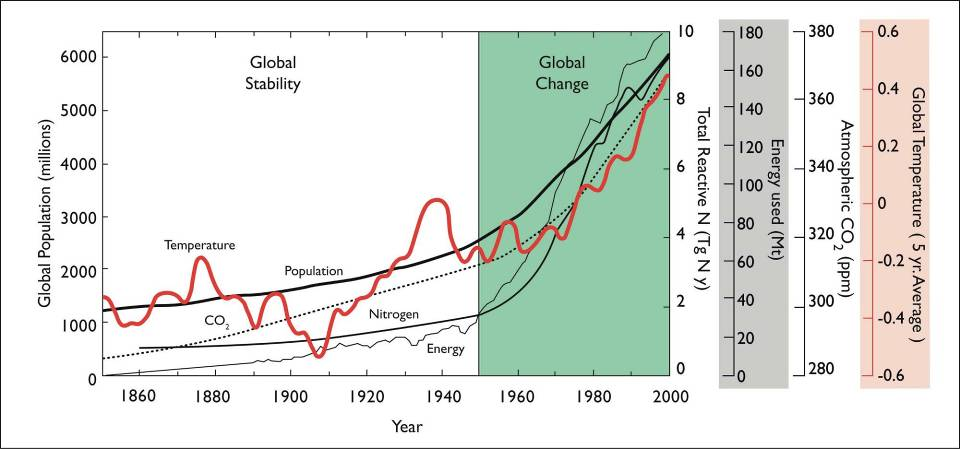 Global
Stability
Global
Change
Global Population (millions)
6000
5000
4000
3000
2000
1000
0
Temperature
Population
CO2
Nitrogen
Energy
1860
1880
1900
1920
1940
1960
1980
2000
Year
10
8
6
4
2
0
Total Reactive N (Tg N y)
180
160
140
120
100
80
60
40
20
0
Energy used (Mt)
380
360
340
320
300
280
Atmospheric CO2 (ppm)
0.6
0.4
0.2
0
-0.2
-0.4
-0.6
Global Temperature ( 5 yr. Average )